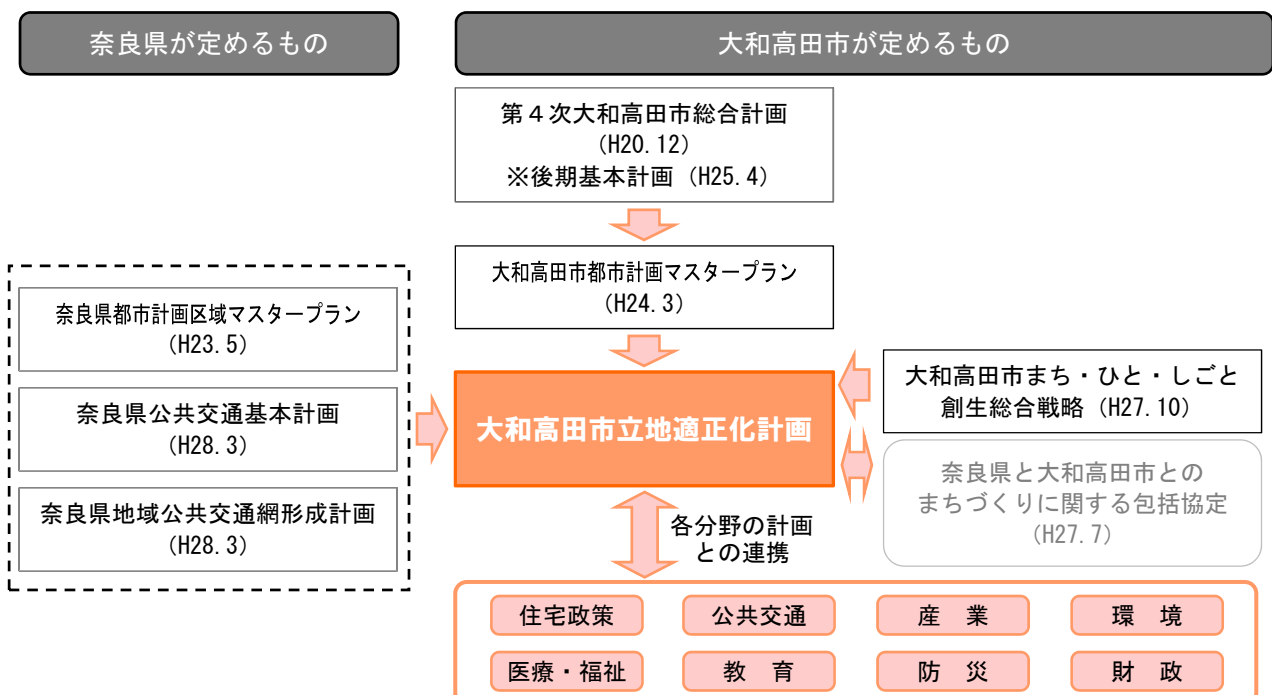 奈良県が定めるもの
大和高田市が定めるもの
第４次大和高田市総合計画
(H20.12)
※後期基本計画（H25.4）
大和高田市都市計画マスタープラン
(H24.3)
奈良県都市計画区域マスタープラン
(H23.5)
奈良県公共交通基本計画
(H28.3)
奈良県地域公共交通網形成計画
(H28.3)
大和高田市立地適正化計画
大和高田市まち・ひと・しごと
創生総合戦略（H27.10）
奈良県と大和高田市との
まちづくりに関する包括協定
(H27.7)
各分野の計画
との連携
住宅政策
公共交通
産　業
環　境
医療・福祉
教　育
防　災
財　政